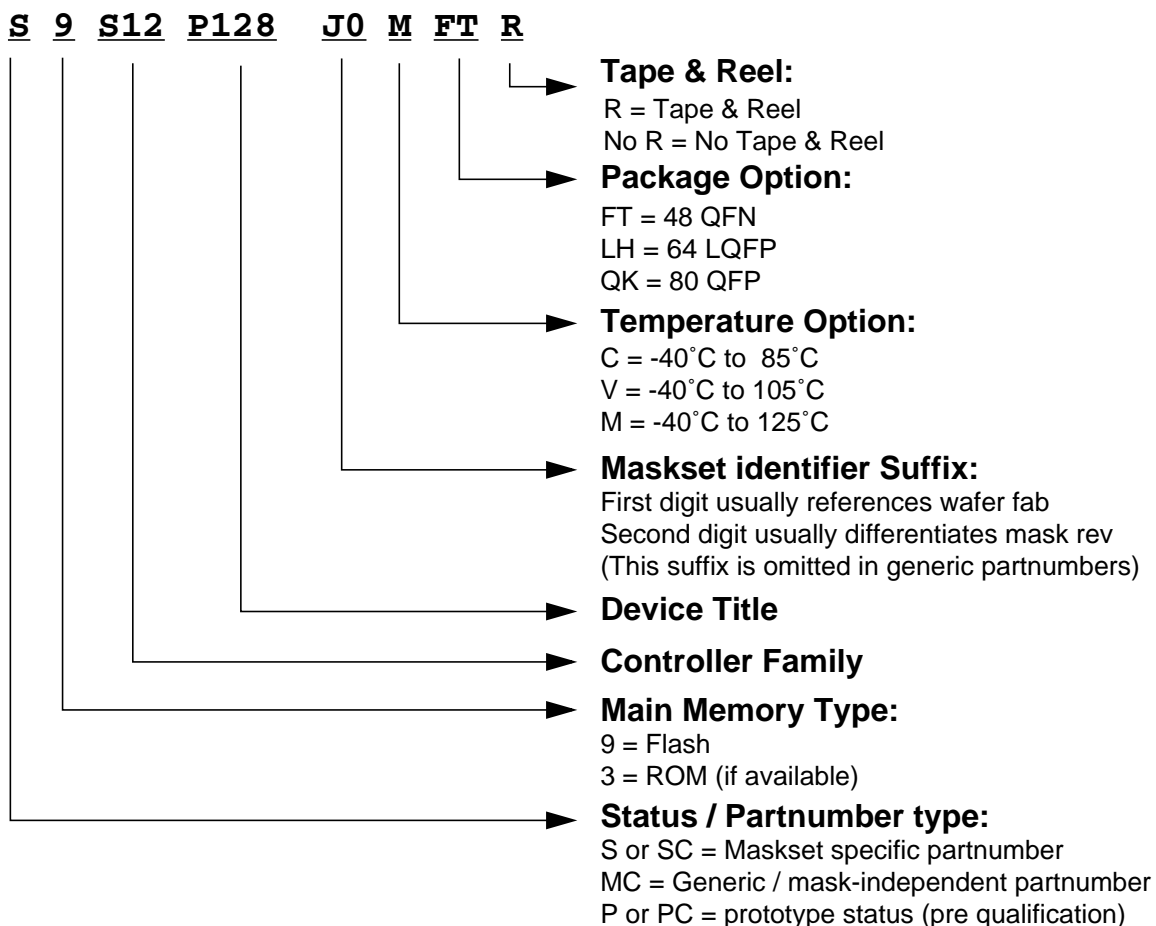 S 9 S12 P128 J0 M FT R
Tape & Reel:
R = Tape & Reel
No R = No Tape & Reel
Package Option:
FT = 48 QFN
LH = 64 LQFP
QK = 80 QFP
Temperature Option:
C = -40˚C to 85˚C
V = -40˚C to 105˚C
M = -40˚C to 125˚C
Maskset identifier Suffix:
First digit usually references wafer fab
Second digit usually differentiates mask rev
(This suffix is omitted in generic partnumbers)
Device Title
Controller Family
Main Memory Type:
9 = Flash
3 = ROM (if available)
Status / Partnumber type:
S or SC = Maskset specific partnumber
MC = Generic / mask-independent partnumber
P or PC = prototype status (pre qualification)